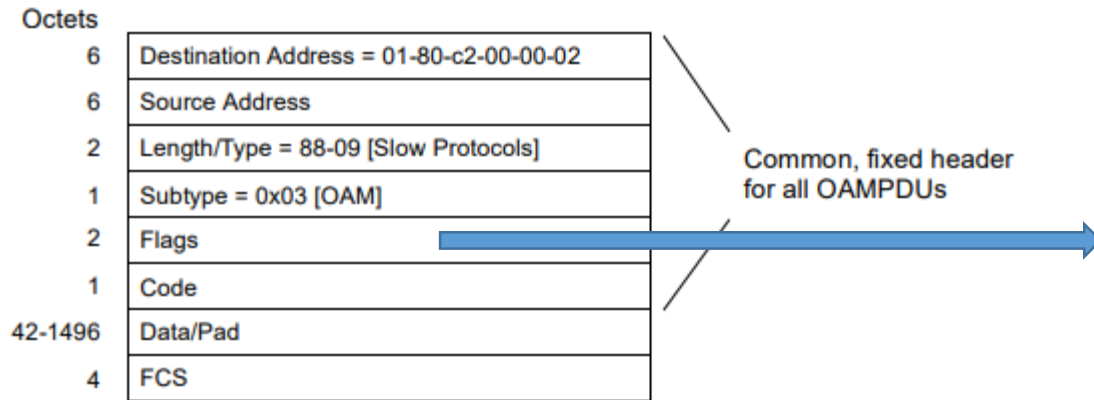 Octets
6 Destination Address = 01-80-c2-00-00-02
6 Source Address
2 Length/Type = 88-09 [Slow Protocols]
1 Subtype = 0x03 [OAM]
2 Flags
1 Code
42-1496 Data/Pad
4 FCS
Common, fixed header
for all OAMPDUs